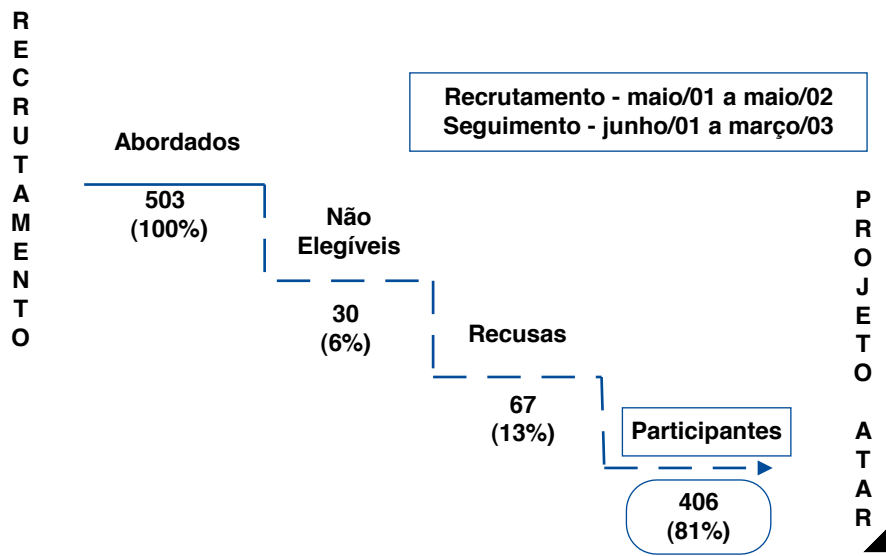 RECRUTAMENTO
Recrutamento - maio/01 a maio/02
Seguimento - junho/01 a março/03
Abordados
503
(100%)
Não
Elegíveis
30
(6%)
Recusas
67
(13%)
Participantes
406
(81%)
PROJETO ATAR